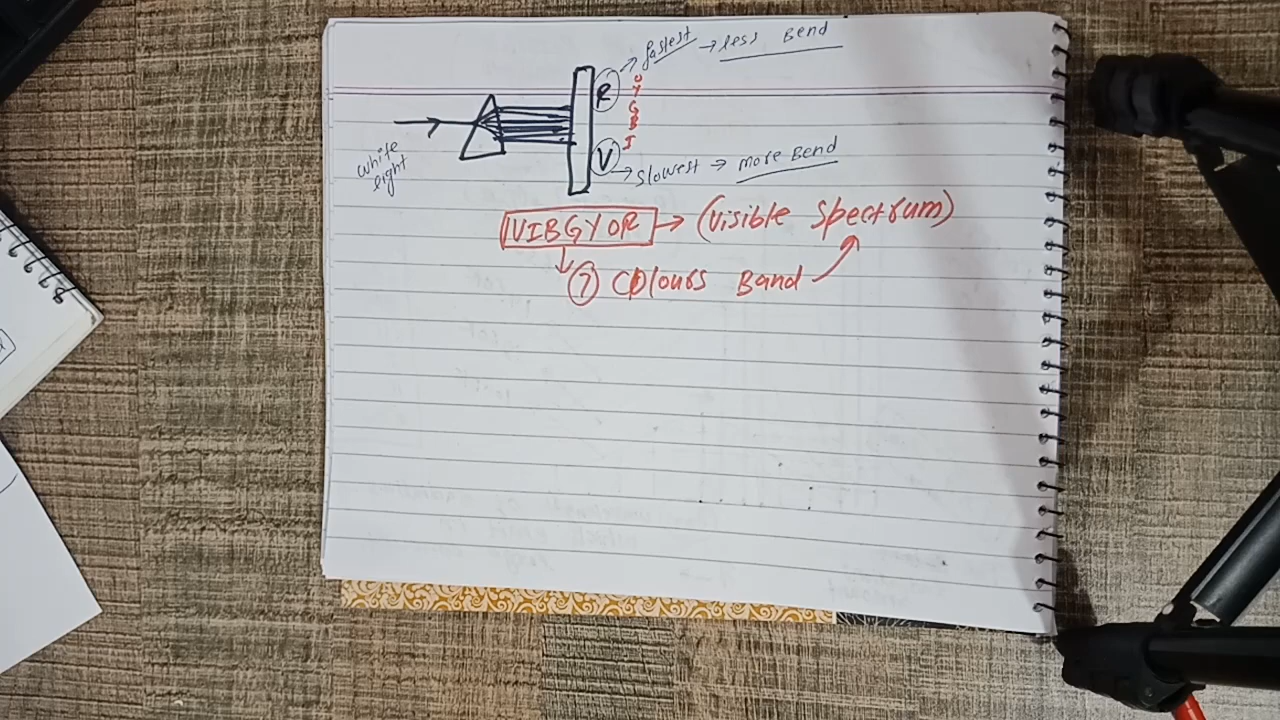 fastest → less Bend
R
O
Y
G
B
I
V
→ slowest → more Bend
white
light
VIBGYOR → (Visible Spectrum)
7 Colours Band